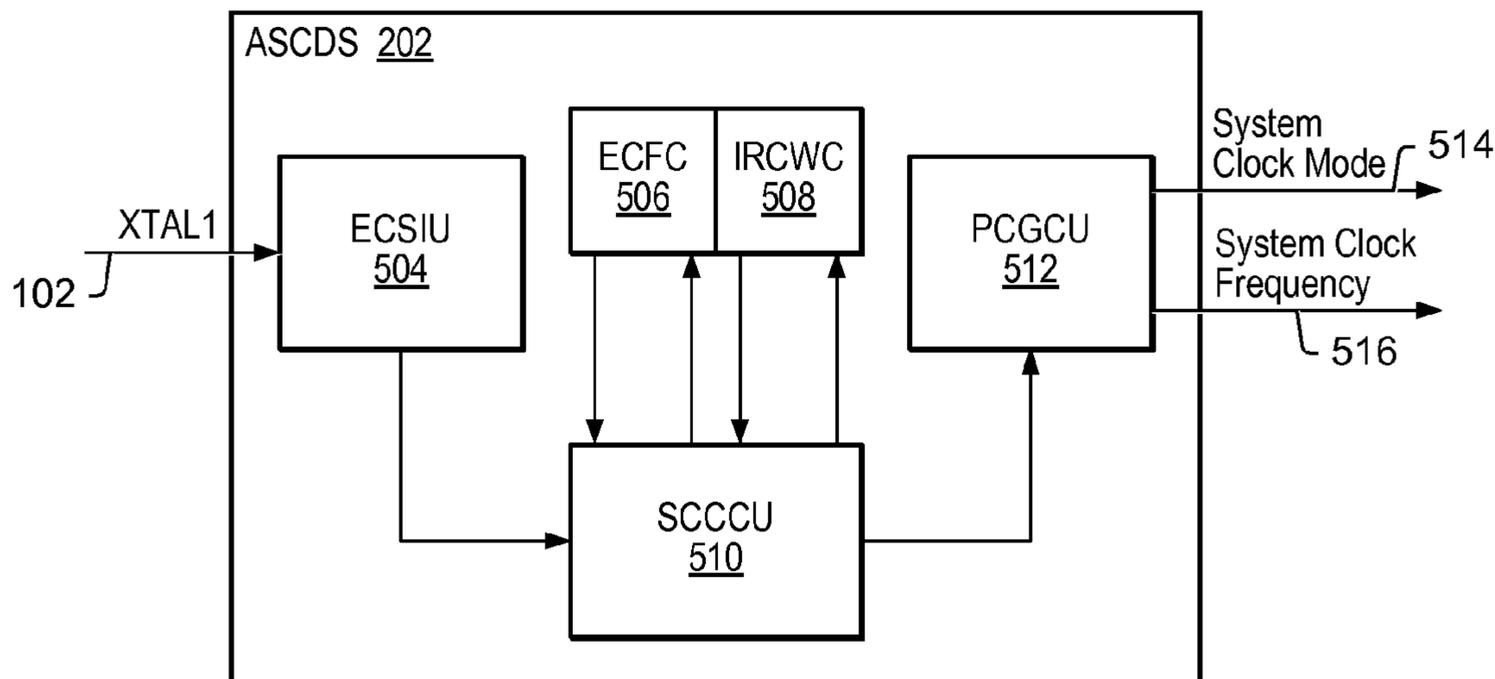 ASCDS 202
XTAL1
102
ECSIU
504
ECFC
506
IRCWC
508
SCCCU
510
PCGCU
512
System
Clock Mode
514
System Clock
Frequency
516